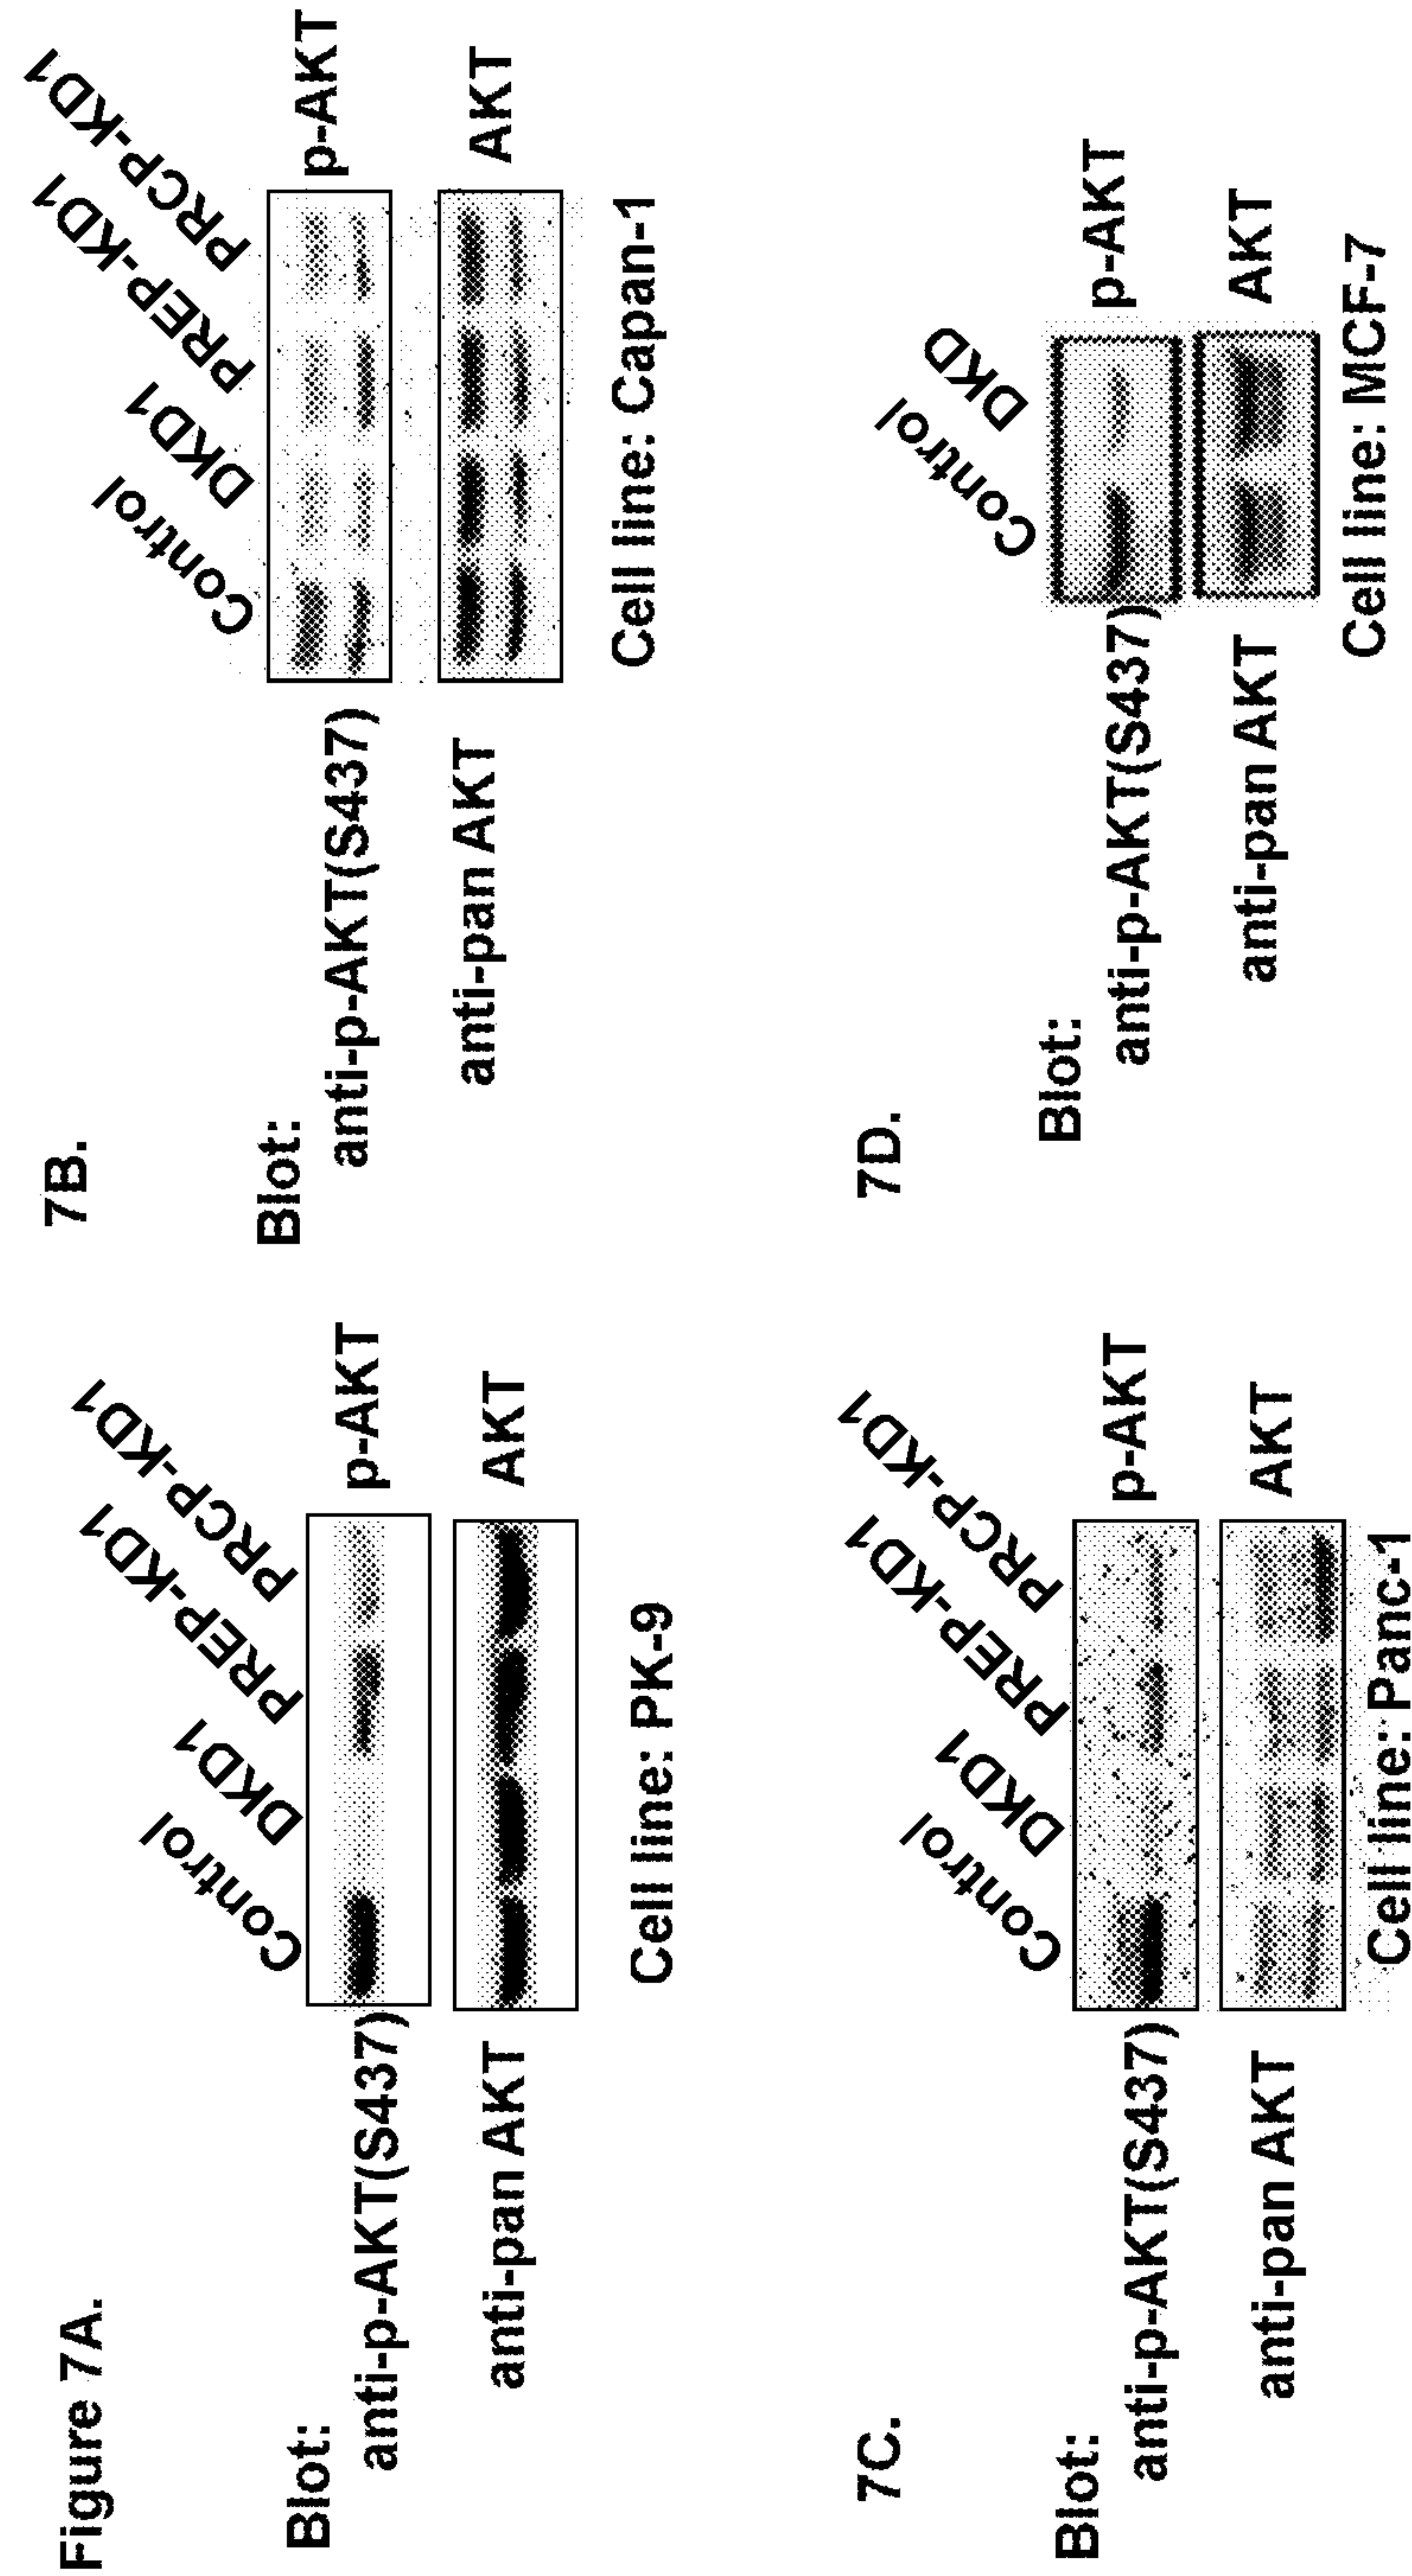 Figure 7A.
Blot:
Control DKD1 PREP-KD1 PRCP-KD1
anti-p-AKT(S437) p-AKT
anti-pan AKT AKT
Cell line: PK-9
7B.
Blot:
Control DKD1 PREP-KD1 PRCP-KD1
anti-p-AKT(S437) p-AKT
anti-pan AKT AKT
Cell line: Capan-1
7C.
Blot:
Control DKD1 PREP-KD1 PRCP-KD1
anti-p-AKT(S437) p-AKT
anti-pan AKT AKT
Cell line: Panc-1
7D.
Blot:
Control DKD
anti-p-AKT(S437) p-AKT
anti-pan AKT AKT
Cell line: MCF-7